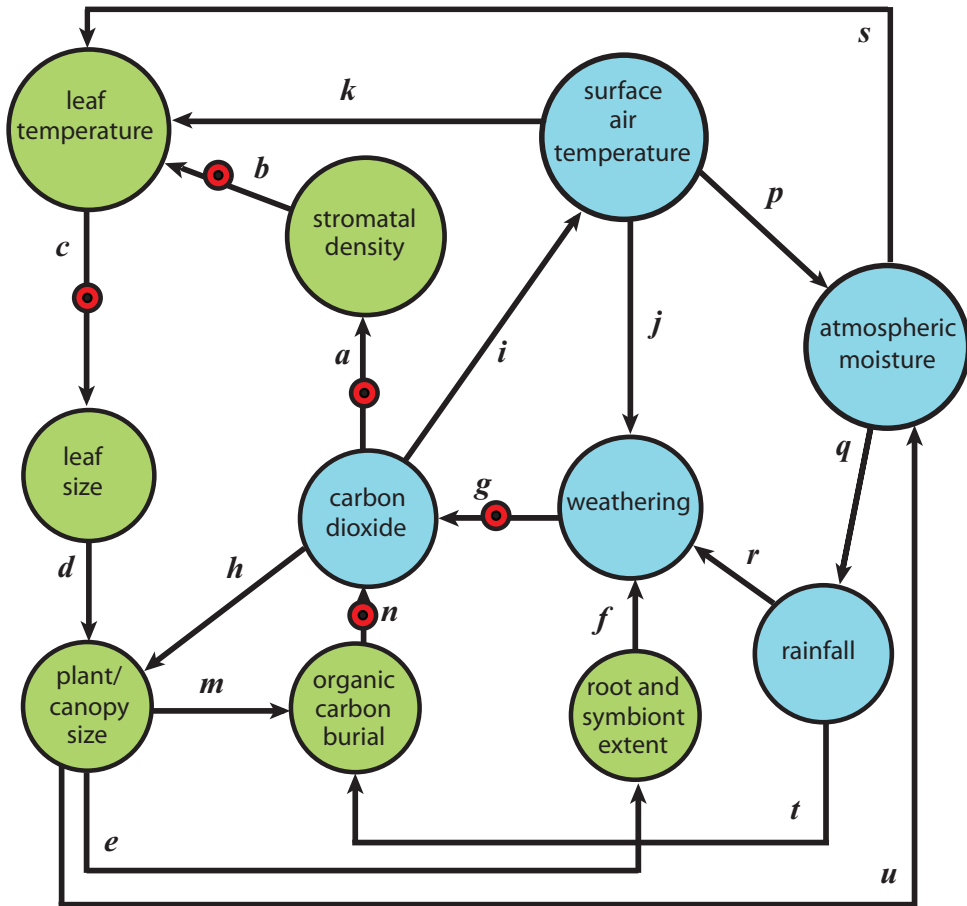 s
leaf
temperature
k
surface
air
temperature
b
p
stromatal
density
c
a
i
j
atmospheric
moisture
leaf
size
q
carbon
dioxide
g
weathering
d
h
n
f
r
rainfall
plant/
canopy
size
m
organic
carbon
burial
root and
symbiont
extent
e
t
u